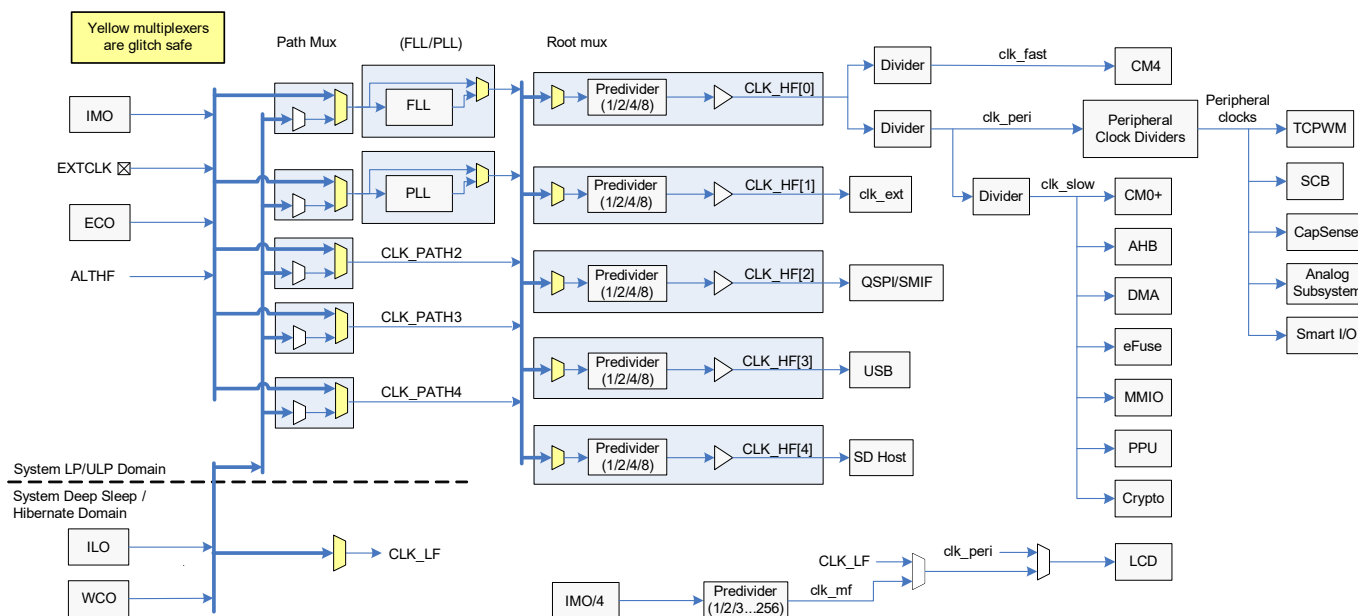 Yellow multiplexers
are glitch safe
Path Mux
(FLL/PLL)
Root mux
IMO
EXTCLK
ECO
ALTHF
FLL
PLL
CLK_PATH2
CLK_PATH3
CLK_PATH4
Predivider
(1/2/4/8)
CLK_HF[0]
Predivider
(1/2/4/8)
CLK_HF[1]
clk_ext
Predivider
(1/2/4/8)
CLK_HF[2]
QSPI/SMIF
Predivider
(1/2/4/8)
CLK_HF[3]
USB
Predivider
(1/2/4/8)
CLK_HF[4]
SD Host
Divider
clk_fast
CM4
Divider
clk_peri
Peripheral
Clock Dividers
Peripheral
clocks
TCPWM
SCB
CapSense
Analog
Subsystem
Smart I/O
Divider
clk_slow
CM0+
AHB
DMA
eFuse
MMIO
PPU
Crypto
System LP/ULP Domain
System Deep Sleep /
Hibernate Domain
ILO
WCO
CLK_LF
IMO/4
Predivider
(1/2/3...256)
clk_mf
CLK_LF
clk_peri
LCD